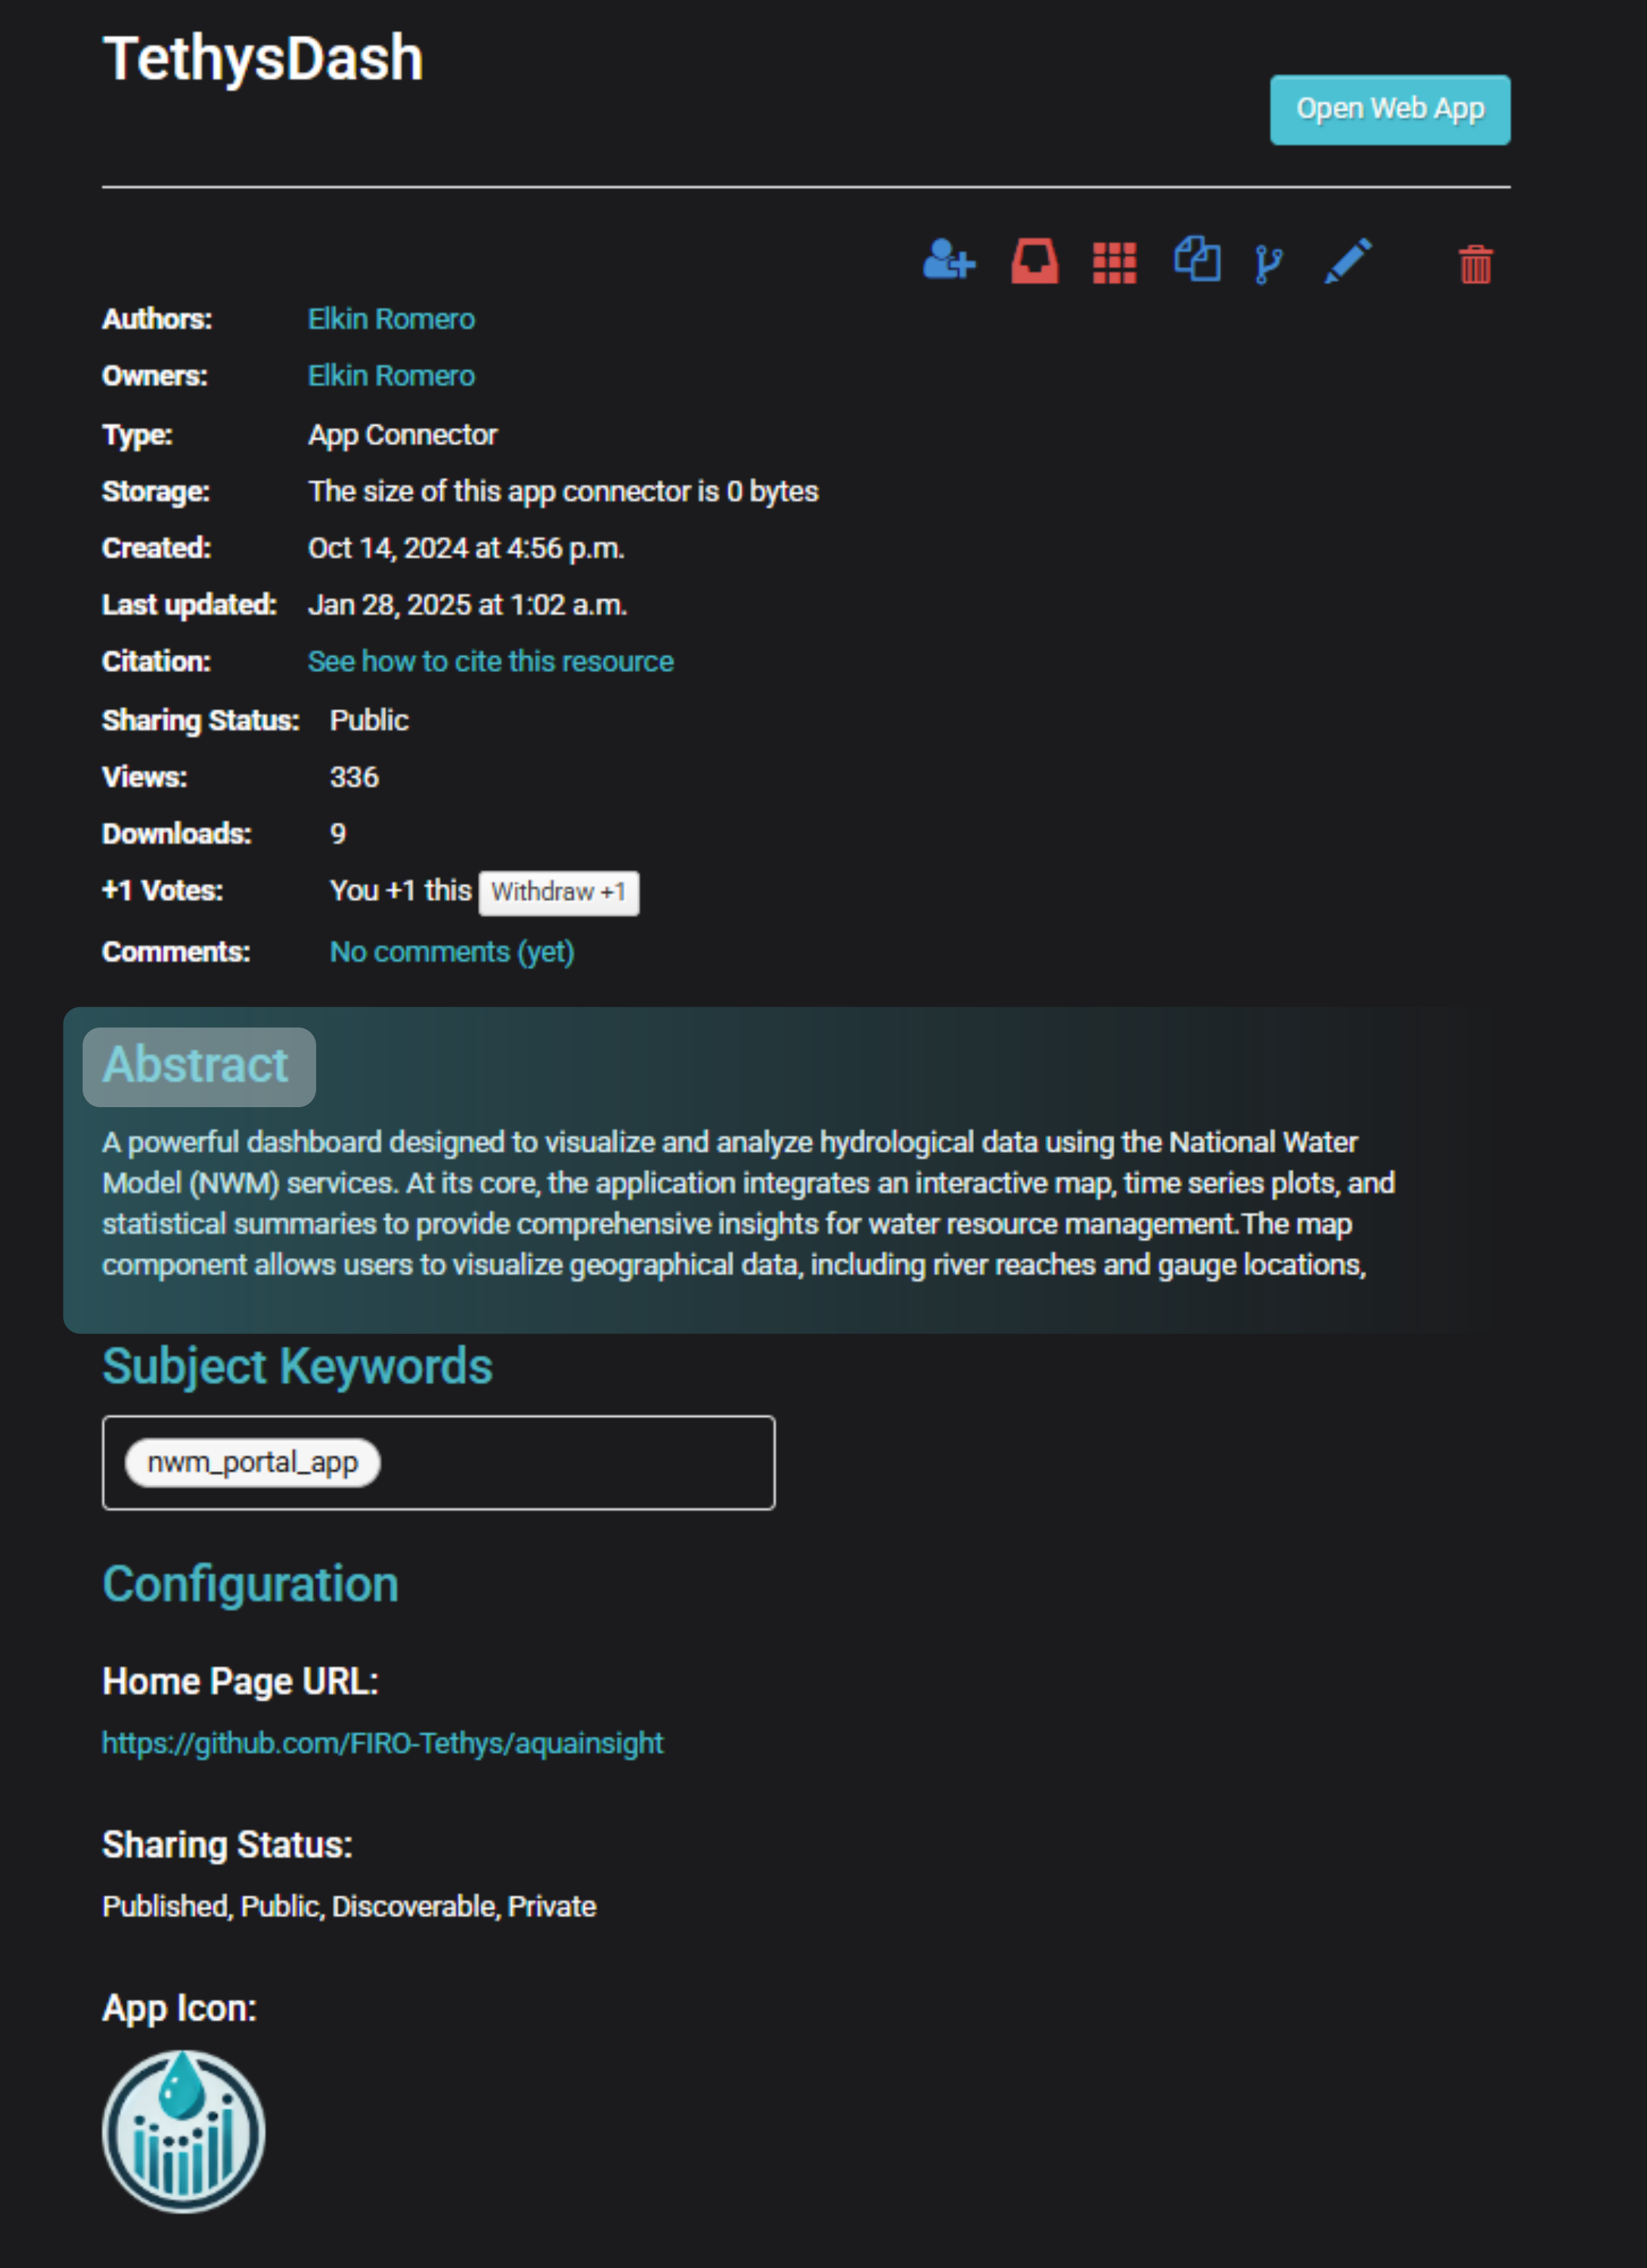 TethysDash
Open Web App
Authors: Elkin Romero
Owners: Elkin Romero
Type: App Connector
Storage: The size of this app connector is 0 bytes
Created: Oct 14, 2024 at 4:56 p.m.
Last updated: Jan 28, 2025 at 1:02 a.m.
Citation: See how to cite this resource
Sharing Status: Public
Views: 336
Downloads: 9
+1 Votes: You +1 this Withdraw +1
Comments: No comments (yet)
Abstract
A powerful dashboard designed to visualize and analyze hydrological data using the National Water
Model (NWM) services. At its core, the application integrates an interactive map, time series plots, and
statistical summaries to provide comprehensive insights for water resource management.The map
component allows users to visualize geographical data, including river reaches and gauge locations,
Subject Keywords
nwm_portal_app
Configuration
Home Page URL:
https://github.com/FIRO-Tethys/aquainsight
Sharing Status:
Published, Public, Discoverable, Private
App Icon: